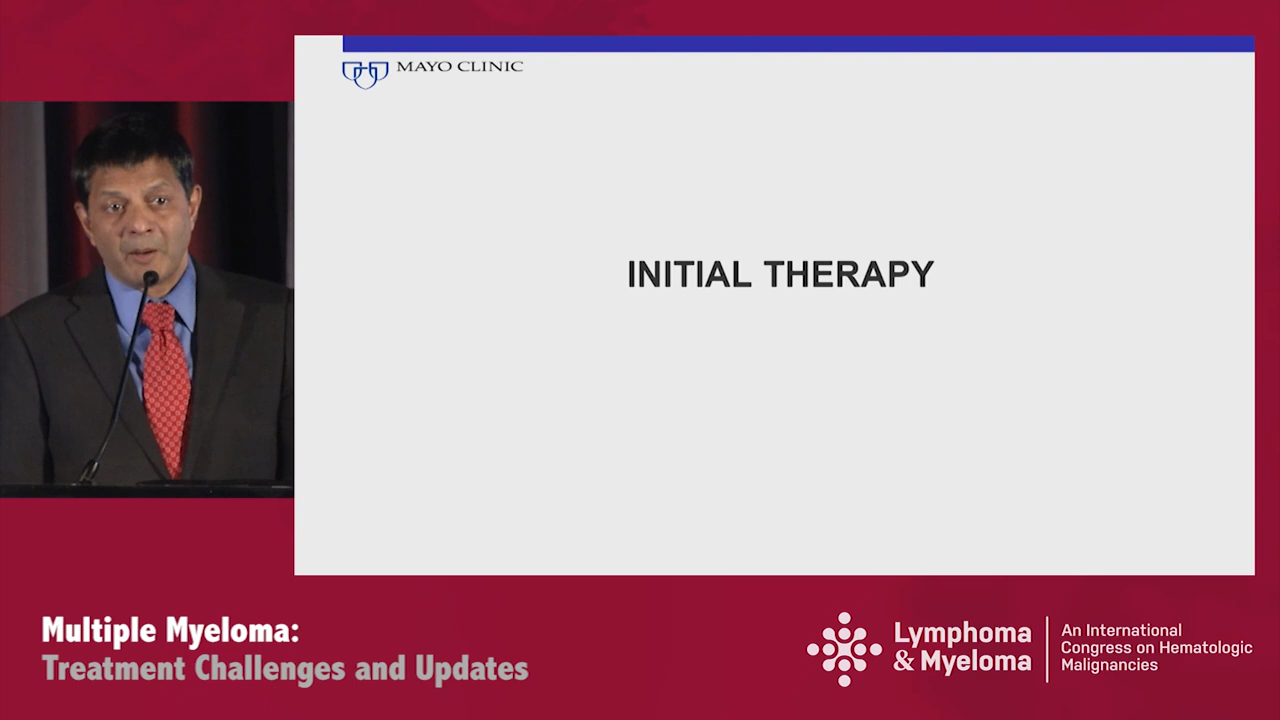 MAYO CLINIC
INITIAL THERAPY
Multiple Myeloma:
Treatment Challenges and Updates
Lymphoma
& Myeloma
An International
Congress on Hematologic
Malignancies